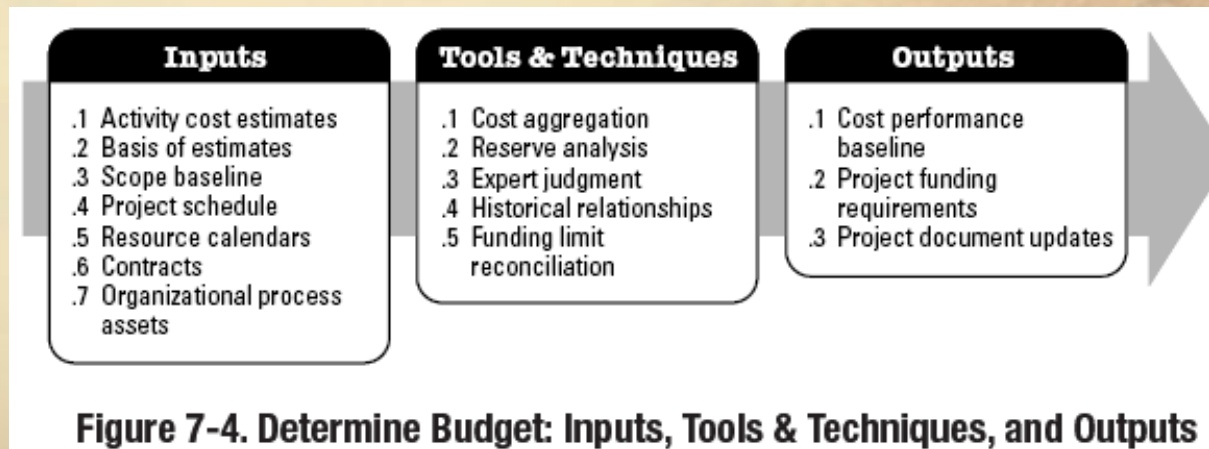 Inputs
.1 Activity cost estimates
.2 Basis of estimates
.3 Scope baseline
.4 Project schedule
.5 Resource calendars
.6 Contracts
.7 Organizational process
assets
Tools & Techniques
.1 Cost aggregation
.2 Reserve analysis
.3 Expert judgment
.4 Historical relationships
.5 Funding limit
reconciliation
Outputs
.1 Cost performance
baseline
.2 Project funding
requirements
.3 Project document updates
Figure 7-4. Determine Budget: Inputs, Tools & Techniques, and Outputs